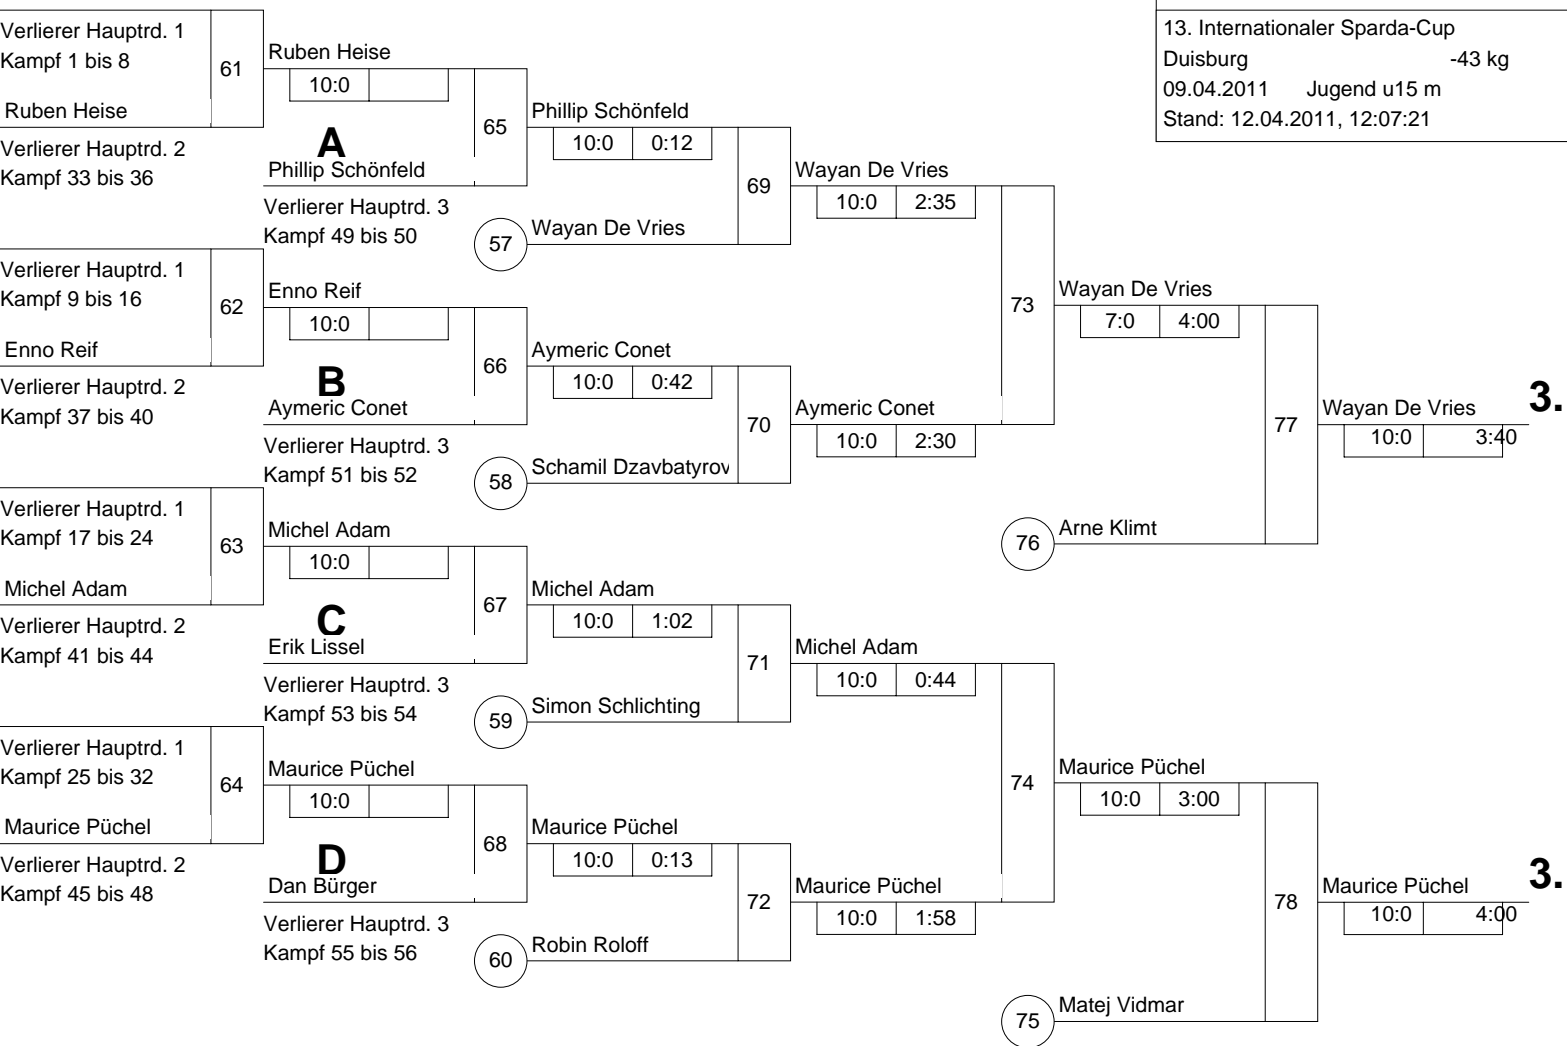 13. Internationaler Sparda-Cup
Duisburg -43 kg
09.04.2011 Jugend u15 m
Stand: 12.04.2011, 12:07:21
Verlierer Hauptrd. 1
Kampf 1 bis 8
61
Ruben Heise
Ruben Heise
10:0
Verlierer Hauptrd. 2
Kampf 33 bis 36
A
Phillip Schönfeld
65
Phillip Schönfeld
10:0 0:12
Verlierer Hauptrd. 3
Kampf 49 bis 50
57
Wayan De Vries
69
Wayan De Vries
10:0 2:35
Verlierer Hauptrd. 1
Kampf 9 bis 16
62
Enno Reif
Enno Reif
10:0
Verlierer Hauptrd. 2
Kampf 37 bis 40
B
Aymeric Conet
66
Aymeric Conet
10:0 0:42
Verlierer Hauptrd. 3
Kampf 51 bis 52
58
Schamil Dzavbatyrov
70
Aymeric Conet
10:0 2:30
73
Wayan De Vries
7:0 4:00
76
Arne Klimt
77
Wayan De Vries
10:0 3:40
3.
Verlierer Hauptrd. 1
Kampf 17 bis 24
63
Michel Adam
Michel Adam
10:0
Verlierer Hauptrd. 2
Kampf 41 bis 44
C
Erik Lissel
67
Michel Adam
10:0 1:02
Verlierer Hauptrd. 3
Kampf 53 bis 54
59
Simon Schlichting
71
Michel Adam
10:0 0:44
Verlierer Hauptrd. 1
Kampf 25 bis 32
64
Maurice Püchel
Maurice Püchel
10:0
Verlierer Hauptrd. 2
Kampf 45 bis 48
D
Dan Bürger
68
Maurice Püchel
10:0 0:13
Verlierer Hauptrd. 3
Kampf 55 bis 56
60
Robin Roloff
72
Maurice Püchel
10:0 1:58
74
Maurice Püchel
10:0 3:00
75
Matej Vidmar
78
Maurice Püchel
10:0 4:00
3.